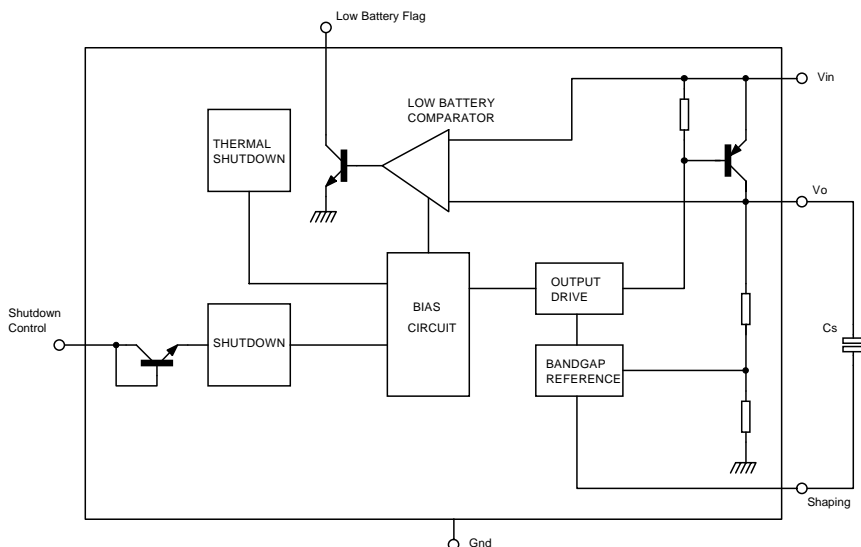 Low Battery Flag
Vin
LOW BATTERY
COMPARATOR
THERMAL
SHUTDOWN
Vo
OUTPUT
DRIVE
BIAS
CIRCUIT
Shutdown
Control
SHUTDOWN
Cs
BANDGAP
REFERENCE
Shaping
Gnd